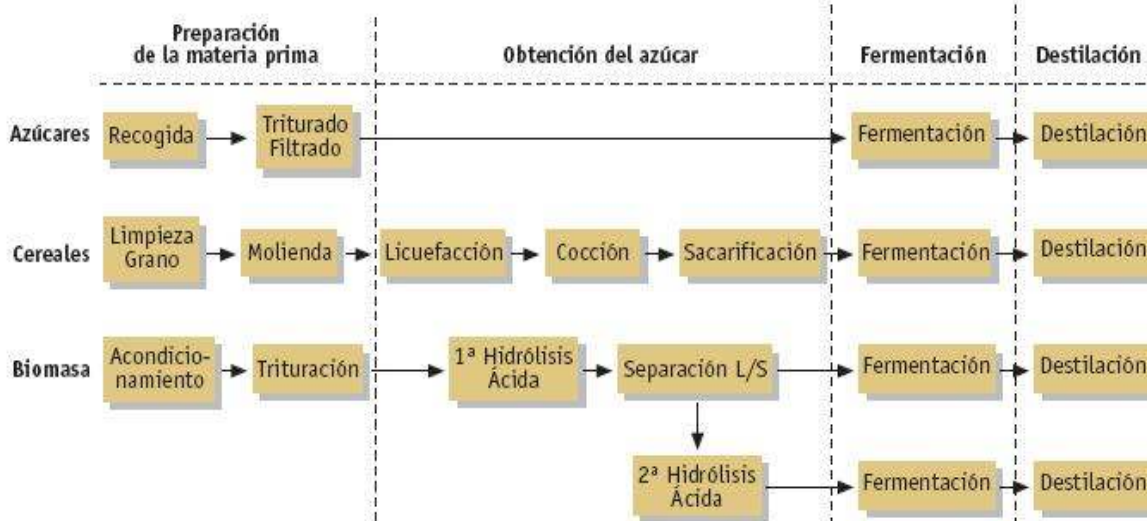 Preparación
de la materia prima
Obtención del azúcar
Fermentación
Destilación
Azúcares
Recogida
Triturado
Filtrado
Fermentación
Destilación
Cereales
Limpieza
Grano
Molienda
Licuefacción
Cocción
Sacarificación
Fermentación
Destilación
Biomasa
Acondicio-
namiento
Trituración
1ª Hidrólisis
Ácida
Separación L/S
Fermentación
Destilación
2ª Hidrólisis
Ácida
Fermentación
Destilación